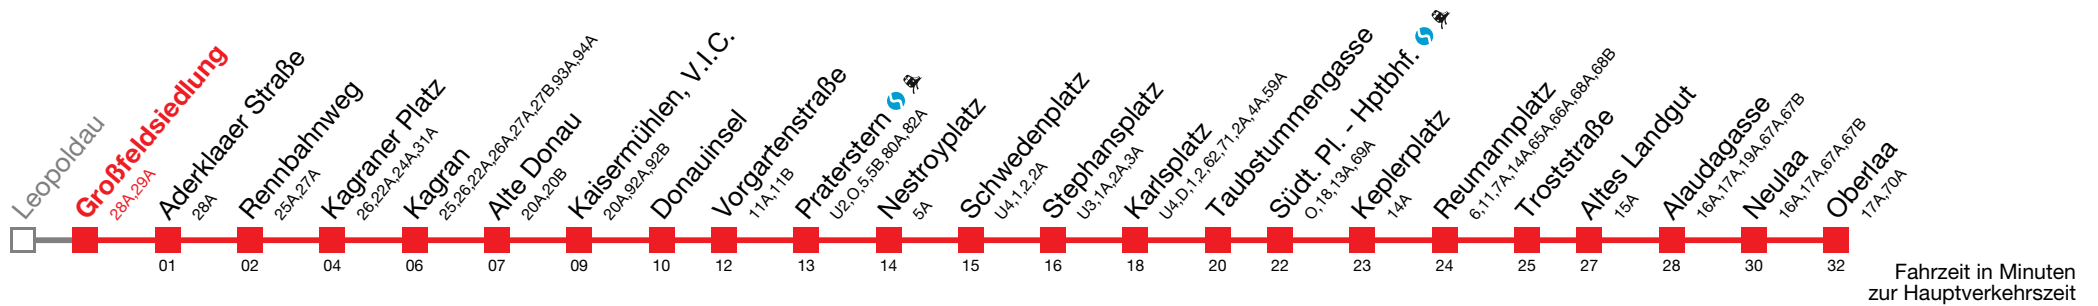 Leopoldau
Großfeldsiedlung
28A,29A
Aderklaaer Straße
28A
Rennbahnweg
25A,27A
Kagraner Platz
26,22A,24A,31A
Kagran
25,26,22A,26A,27A,27B,93A,94A
Alte Donau
20A,20B
Kaisermühlen, V.I.C.
20A,92A,92B
Donauinsel
Vorgartenstraße
11A,11B
Praterstern
U2,O,5,5B,80A,82A
Nestroyplatz
5A
Schwedenplatz
U4,1,2,2A
Stephansplatz
U3,1A,2A,3A
Karlsplatz
U4,D,1,2,62,71,2A,4A,59A
Taubstummengasse
Südt. Pl. - Hptbhf.
O,18,13A,69A
Keplerplatz
14A
Reumannplatz
6,11,7A,14A,65A,66A,68A,68B
Troststraße
Altes Landgut
15A
Alaudagasse
16A,17A,19A,67A,67B
Neulaa
16A,17A,67A,67B
Oberlaa
17A,70A
01 02 04 06 07 09 10 12 13 14 15 16 18 20 22 23 24 25 27 28 30 32
Fahrzeit in Minuten
zur Hauptverkehrszeit